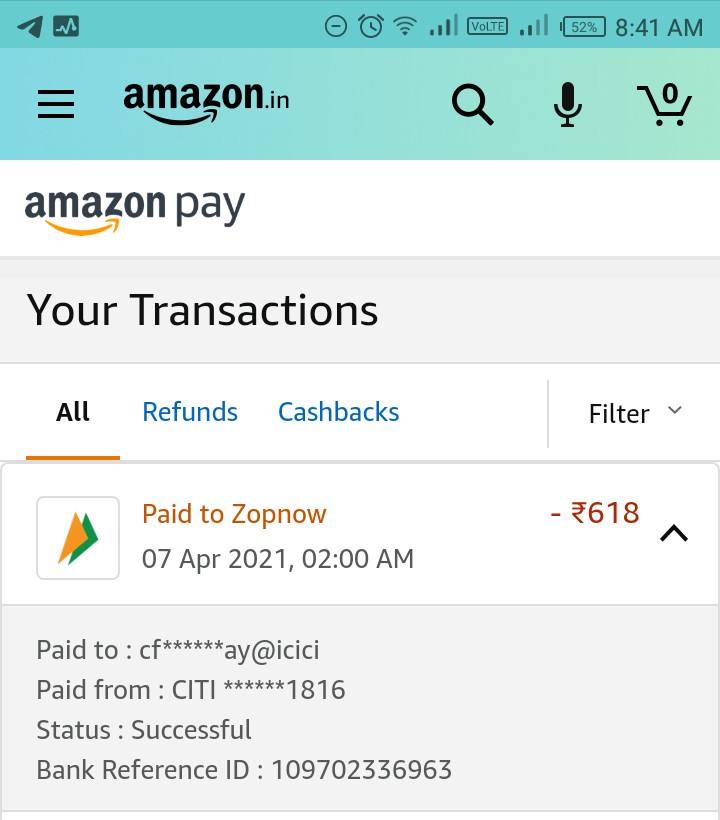 VoLTE 52% 8:41 AM
amazon.in 0
amazon pay
Your Transactions
All Refunds Cashbacks Filter
Paid to Zopnow - ₹618
07 Apr 2021, 02:00 AM
Paid to : cf******ay@icici
Paid from : CITI ******1816
Status : Successful
Bank Reference ID : 109702336963